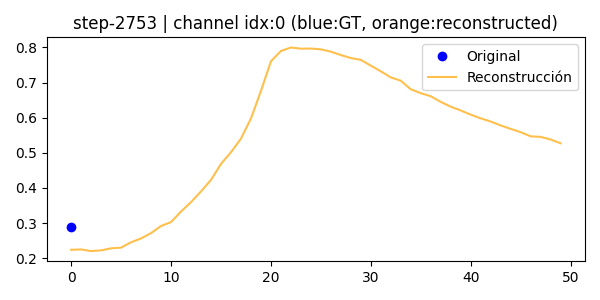 step-2753 | channel idx:0 (blue:GT, orange:reconstructed)
Original
Reconstrucción
0.8
0.7
0.6
0.5
0.4
0.3
0.2
0 10 20 30 40 50